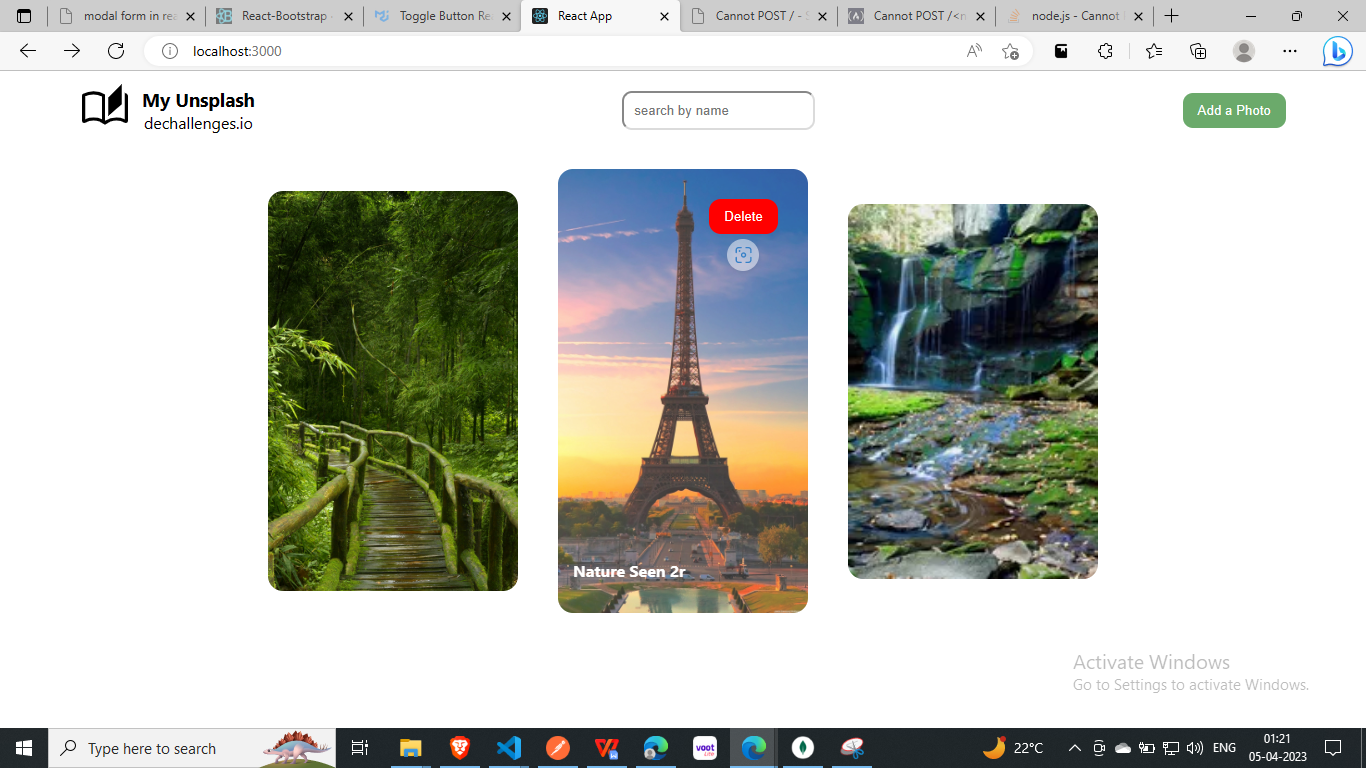 modal form in rea
React-Bootstrap
Toggle Button Rea
React App
Cannot POST / - S
Cannot POST /<n
node.js - Cannot
localhost:3000
My Unsplash
dechallenges.io
search by name
Add a Photo
Delete
Nature Seen 2r
Activate Windows
Go to Settings to activate Windows.
Type here to search
voot
22°C
ENG
01:21
05-04-2023